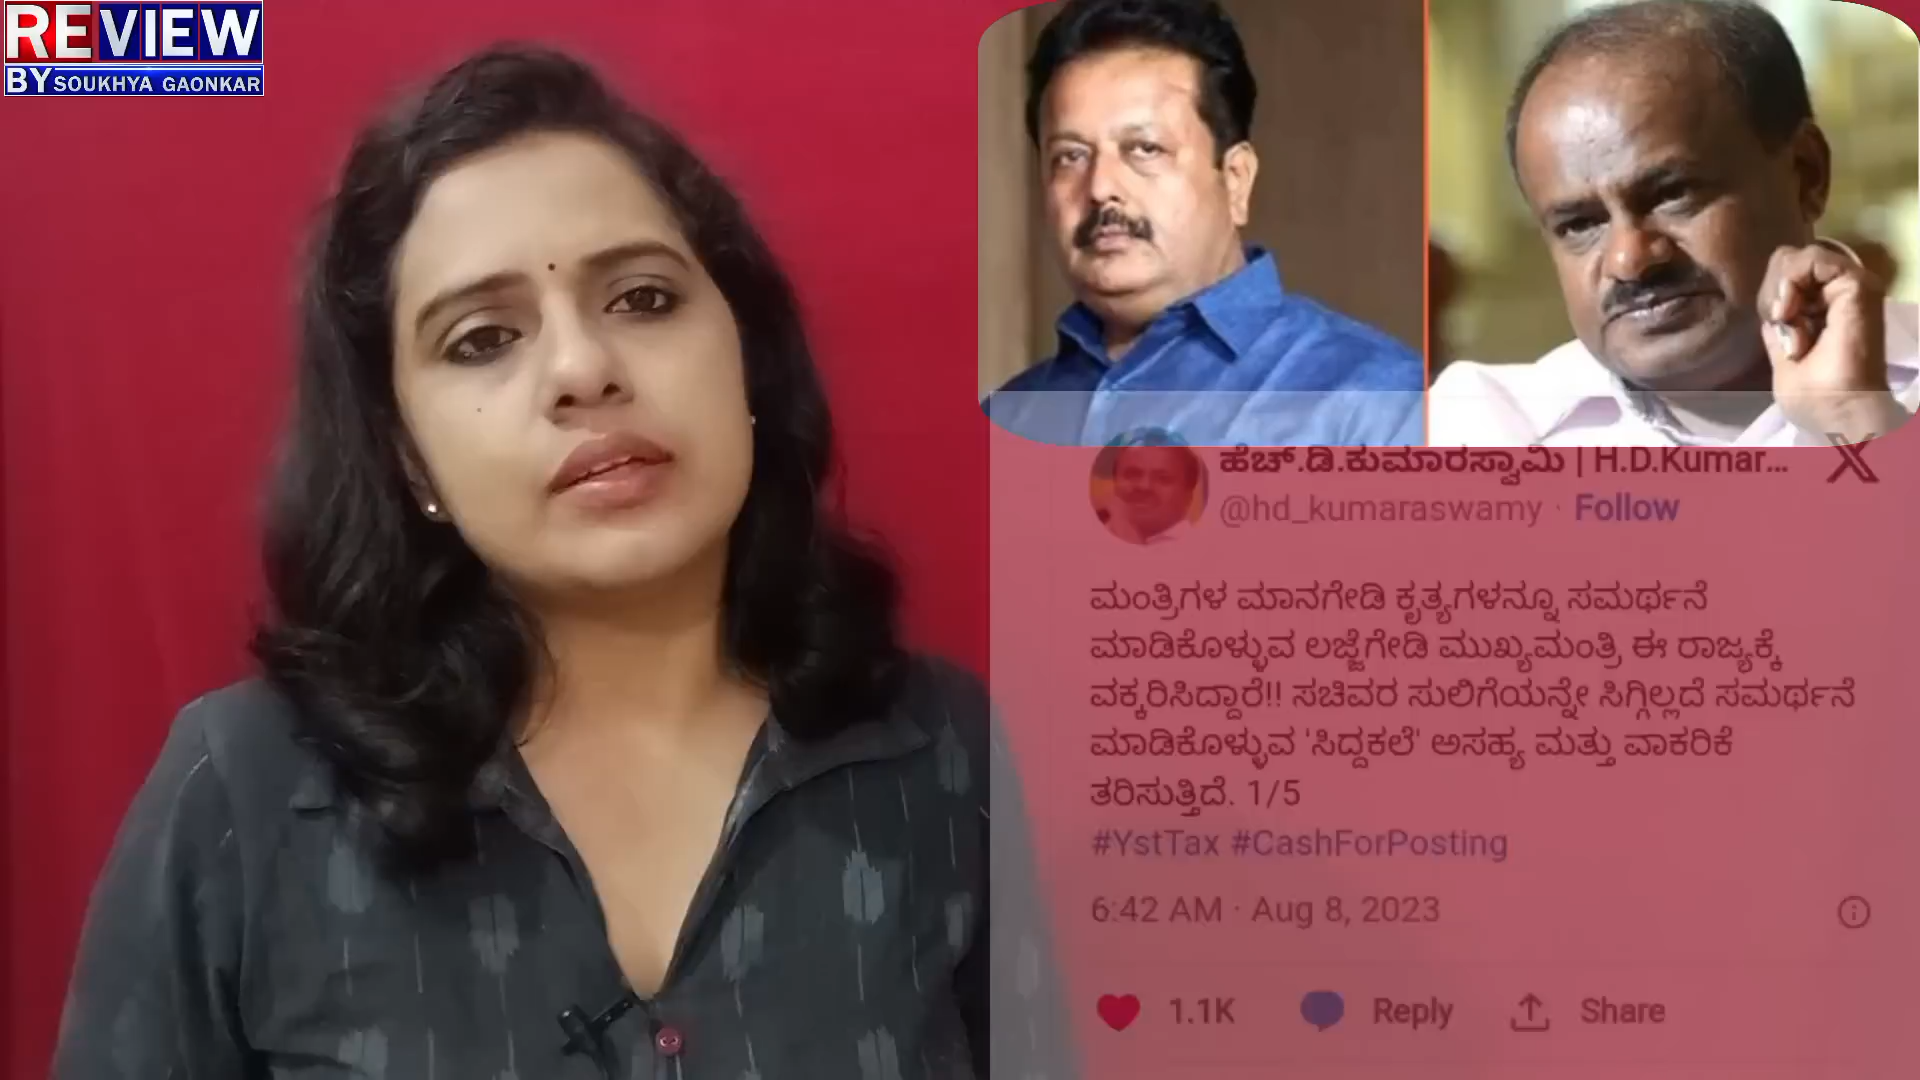 REVIEW
BY SOUKHYA GAONKAR
ಹೆಚ್.ಡಿ.ಕುಮಾರಸ್ವಾಮಿ | H.D.Kumar...
@hd_kumaraswamy · Follow
ಮಂತ್ರಿಗಳ ಮಾನಗೇಡಿ ಕೃತ್ಯಗಳನ್ನೂ ಸಮರ್ಥನೆ
ಮಾಡಿಕೊಳ್ಳುವ ಲಜ್ಜೆಗೇಡಿ ಮುಖ್ಯಮಂತ್ರಿ ಈ ರಾಜ್ಯಕ್ಕೆ
ವಕ್ಕರಿಸಿದ್ದಾರೆ!! ಸಚಿವರ ಸುಲಿಗೆಯನ್ನೇ ಸಿಗ್ಗಿಲ್ಲದೆ ಸಮರ್ಥನೆ
ಮಾಡಿಕೊಳ್ಳುವ 'ಸಿದ್ದಕಲೆ' ಅಸಹ್ಯ ಮತ್ತು ವಾಕರಿಕೆ
ತರಿಸುತ್ತಿದೆ. 1/5
#YstTax #CashForPosting
6:42 AM · Aug 8, 2023
1.1K Reply Share